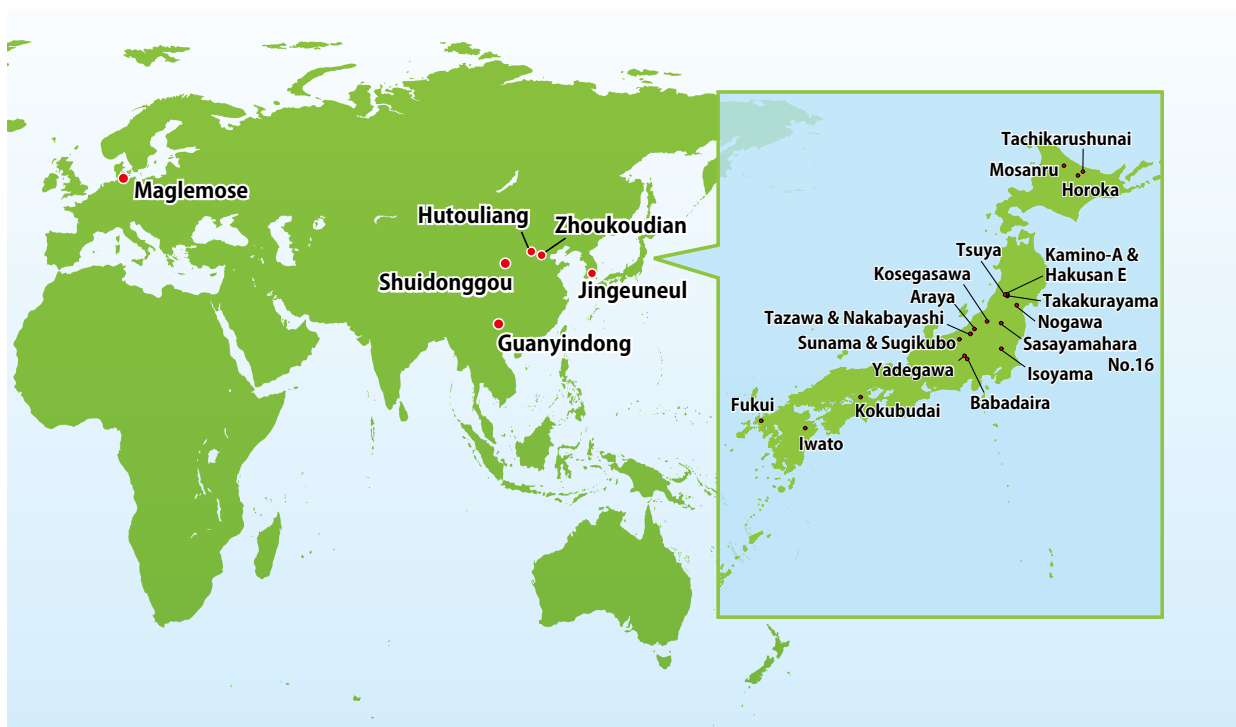 Maglemose
Hutouliang
Zhoukoudian
Shuidonggou
Jingeuneul
Guanyindong
Tachikarushunai
Mosanru
Horoka
Tsuya
Kamino-A &
Hakusan E
Kosegasawa
Takakurayama
Araya
Nogawa
Tazawa & Nakabayashi
Sunama & Sugikubo
Sasayamahara
No.16
Yadegawa
Isoyama
Babadaira
Fukui
Kokubudai
Iwato